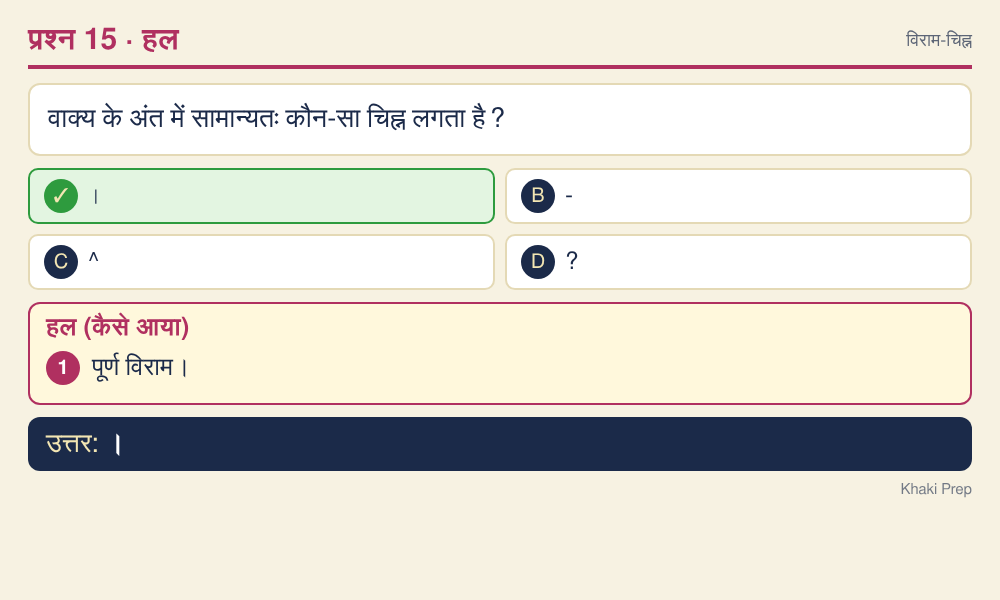 प्रश्न 15 · हल
विराम-चिह्न
वाक्य के अंत में सामान्यतः कौन-सा चिह्न लगता है ?
✓ ।
B -
C ^
D ?
हल (कैसे आया)
1 पूर्ण विराम।
उत्तर: ।
Khaki Prep